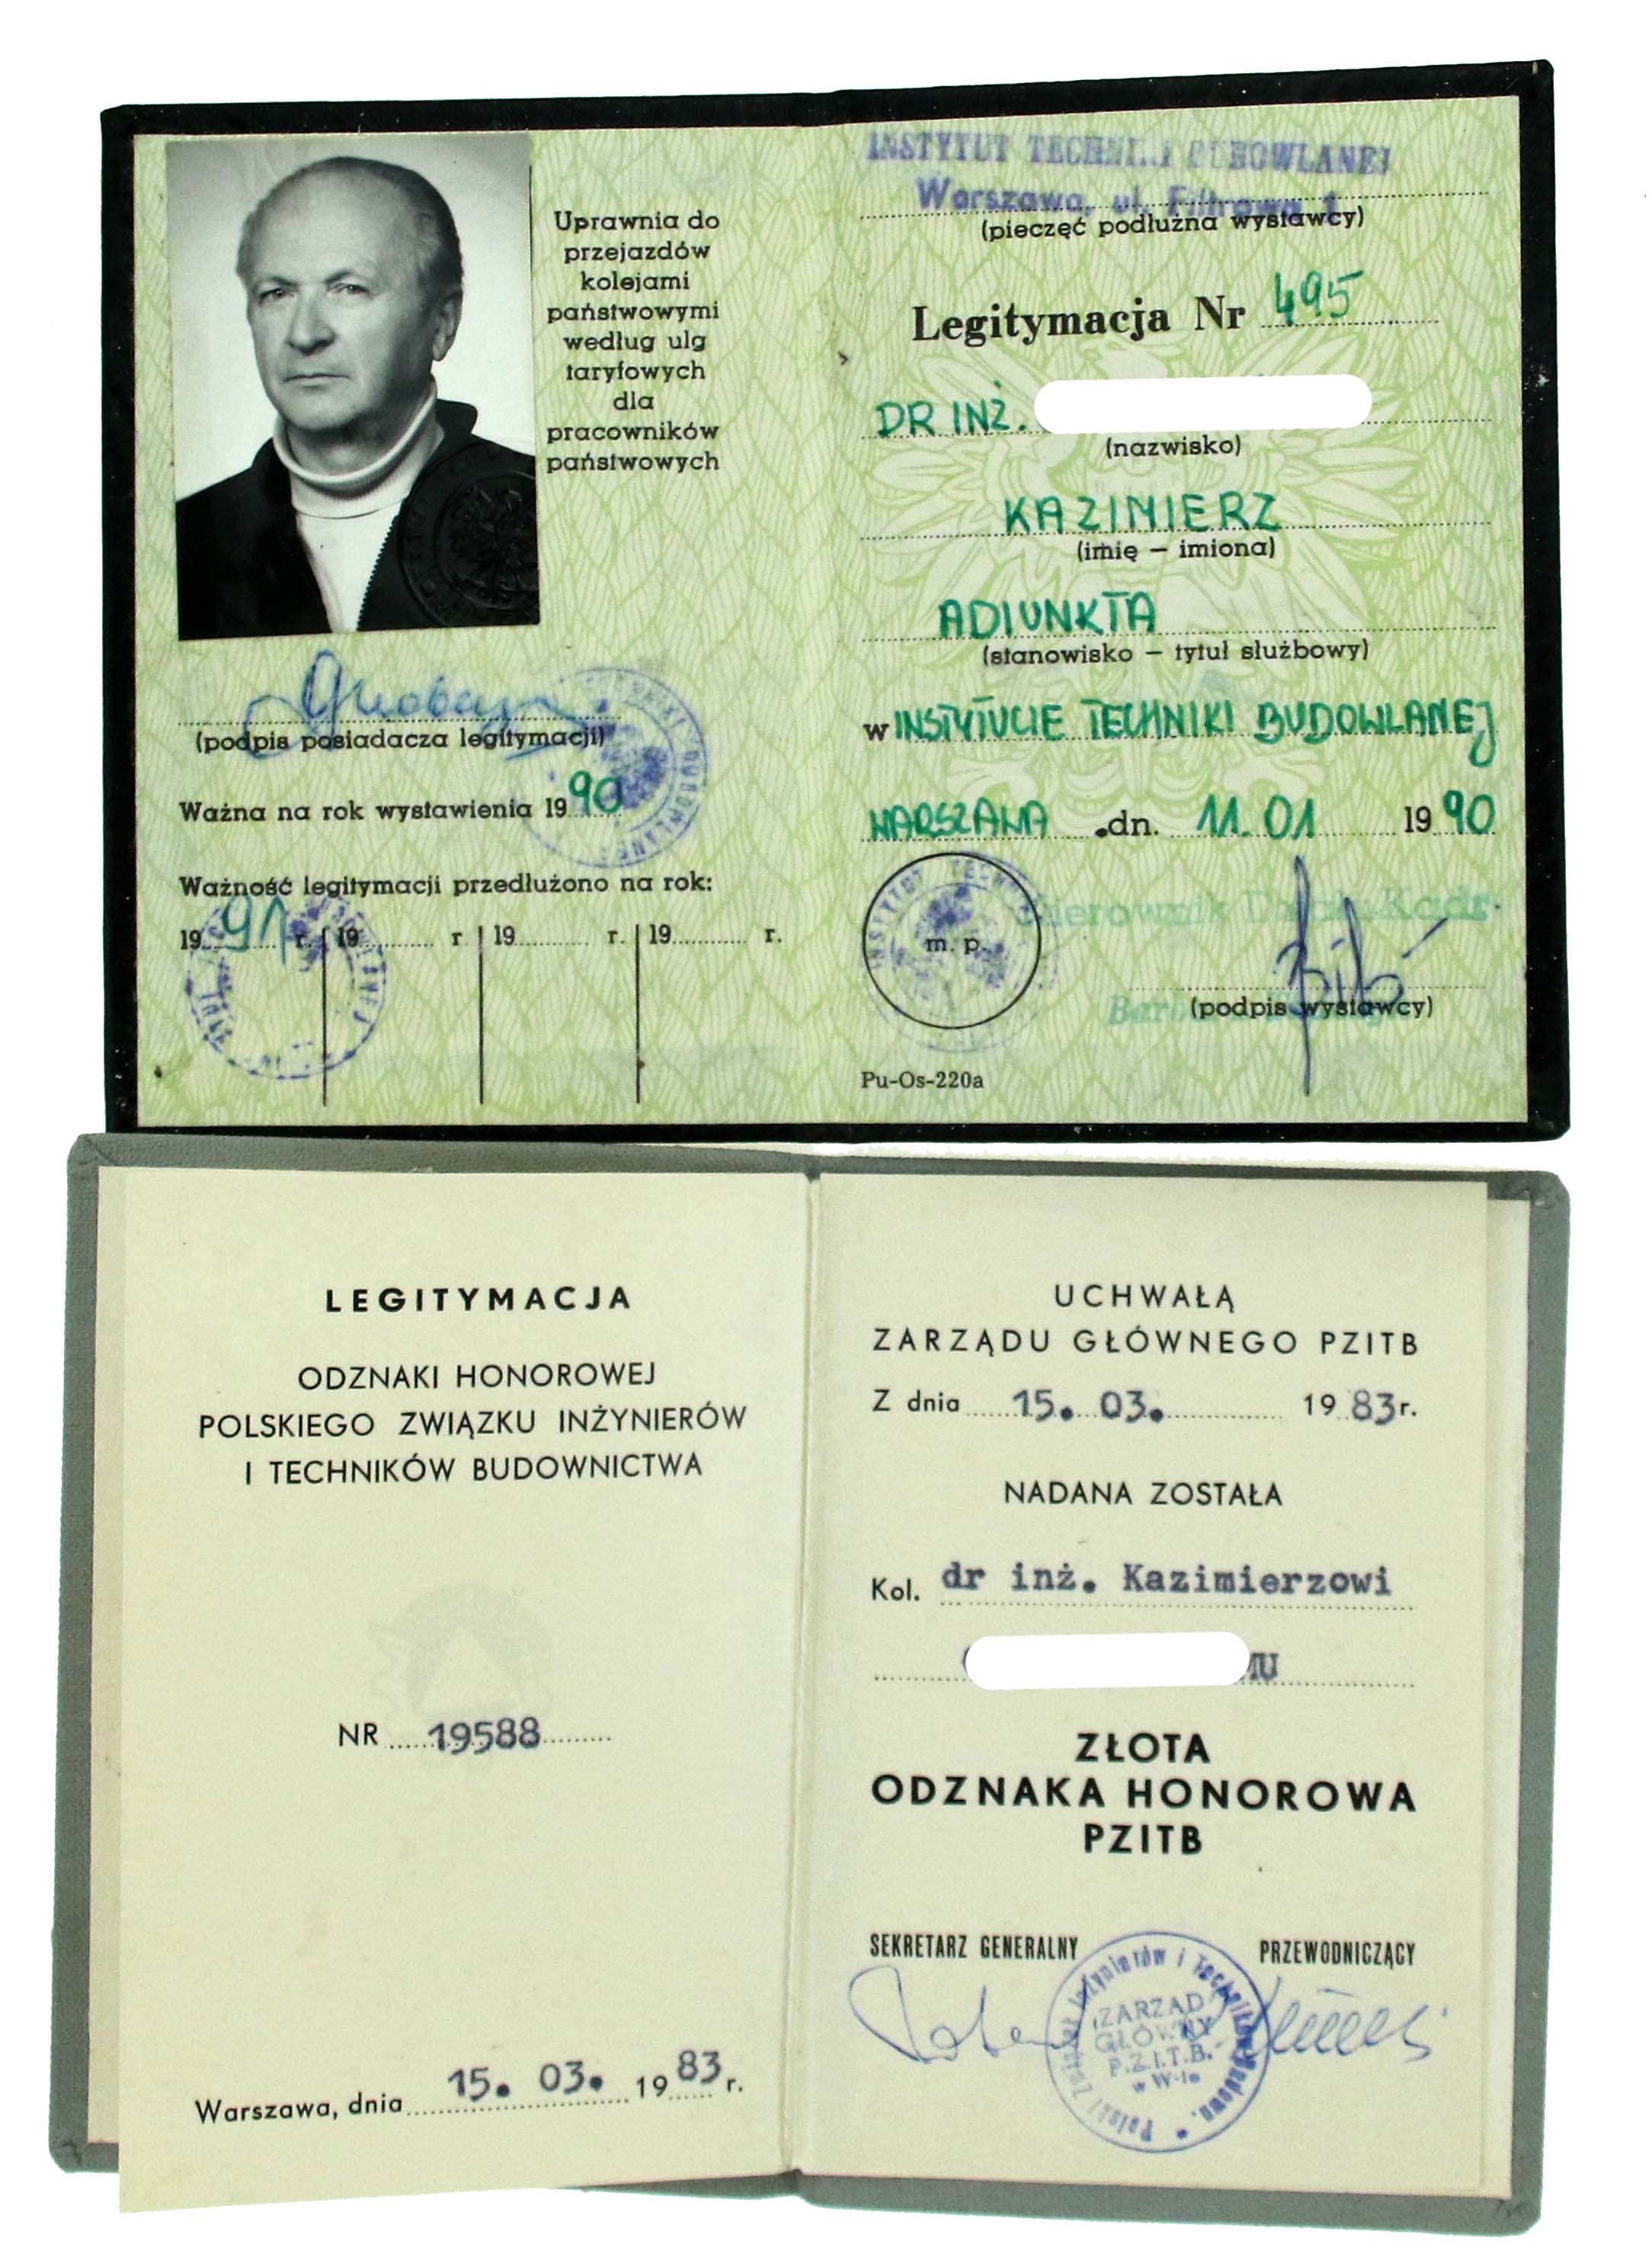 Uprawnia do
przejazdów
kolejami
państwowymi
według ulg
taryfowych
dla
pracowników
państwowych
(podpis posiadacza legitymacji)
Ważna na rok wystawienia 1990
Ważność legitymacji przedłużono na rok:
1991 r. 19 r 19 r. 19 r.
INSTYTUT TECHNIKI BUDOWLANEJ
Warszawa, ul. Filtrowa 1
(pieczęć podłużna wystawcy)
Legitymacja Nr 495
DR INŻ.
(nazwisko)
KAZIMIERZ
(imię – imiona)
ADIUNKTA
(stanowisko – tytuł służbowy)
w INSTYTUCIE TECHNIKI BUDOWLANEJ
WARSZAWA dn. 11.01 1990
Kierownik Działu Kadr
m. p.
(podpis wystawcy)
Pu-Os-220a
LEGITYMACJA
ODZNAKI HONOROWEJ
POLSKIEGO ZWIĄZKU INŻYNIERÓW
I TECHNIKÓW BUDOWNICTWA
NR 19588
Warszawa, dnia 15. 03. 1983 r.
UCHWAŁĄ
ZARZĄDU GŁÓWNEGO PZITB
Z dnia 15. 03. 1983 r.
NADANA ZOSTAŁA
Kol. dr inż. Kazimierzowi
MU
ZŁOTA
ODZNAKA HONOROWA
PZITB
SEKRETARZ GENERALNY PRZEWODNICZĄCY
ZARZĄD
GŁÓWNY
P.Z.I.T.B.
w W-ie